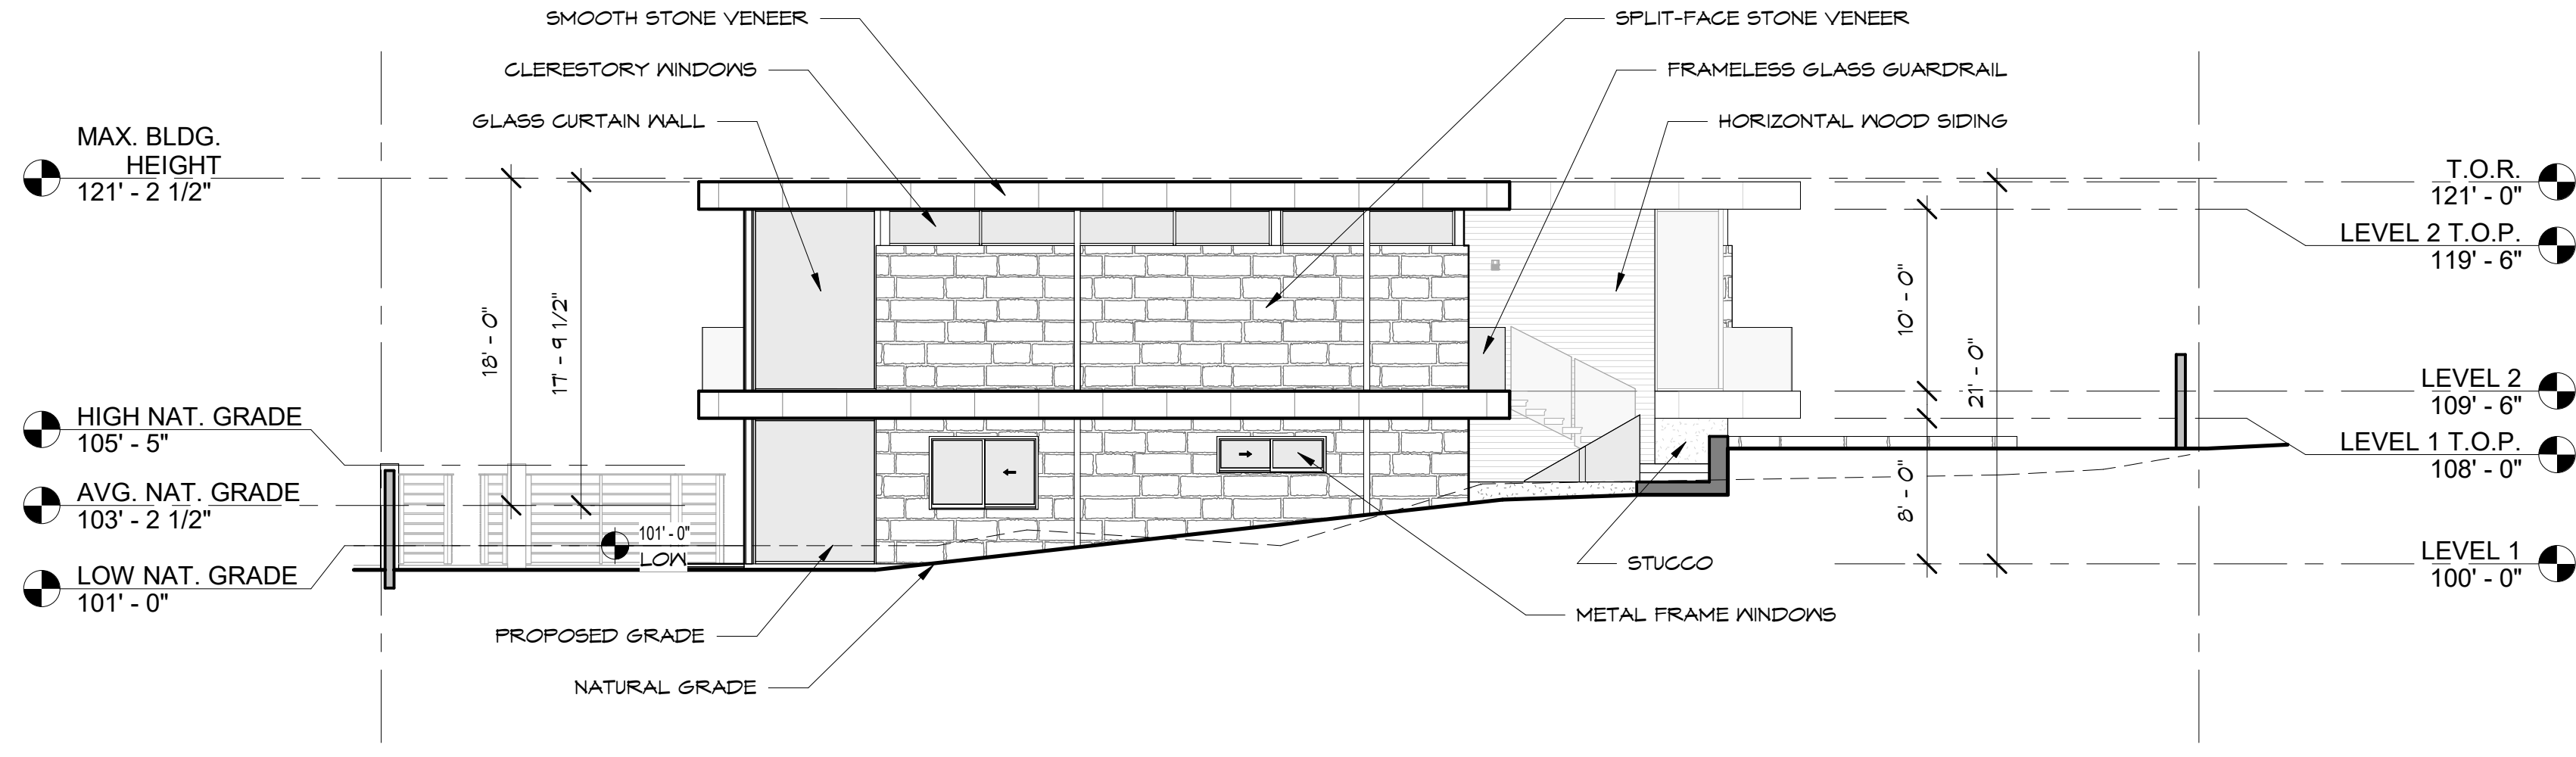 SMOOTH STONE VENEER
SPLIT-FACE STONE VENEER
CLERESTORY WINDOWS
FRAMELESS GLASS GUARDRAIL
GLASS CURTAIN WALL
HORIZONTAL WOOD SIDING
MAX. BLDG.
HEIGHT
121' - 2 1/2"
T.O.R.
121' - 0"
LEVEL 2 T.O.P.
119' - 6"
18' - 0"
17' - 9 1/2"
10' - 0"
21' - 0"
8' - 0"
HIGH NAT. GRADE
105' - 5"
AVG. NAT. GRADE
103' - 2 1/2"
LOW NAT. GRADE
101' - 0"
101' - 0"
LOW
LEVEL 2
109' - 6"
LEVEL 1 T.O.P.
108' - 0"
LEVEL 1
100' - 0"
STUCCO
METAL FRAME WINDOWS
PROPOSED GRADE
NATURAL GRADE